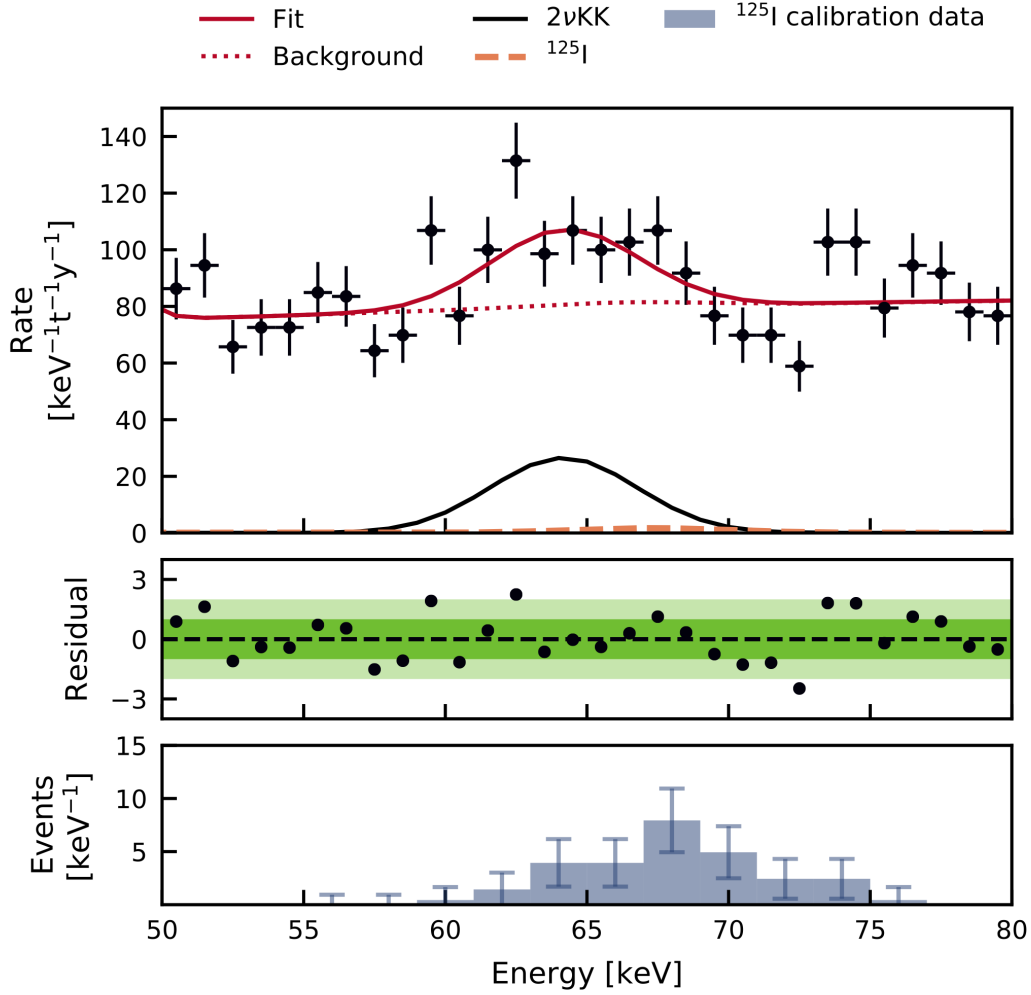 Fit
Background
2νKK
¹²⁵I
¹²⁵I calibration data
Rate
[keV⁻¹t⁻¹y⁻¹]
140
120
100
80
60
40
20
0
Residual
3
0
−3
Events
[keV⁻¹]
15
10
5
50 55 60 65 70 75 80
Energy [keV]